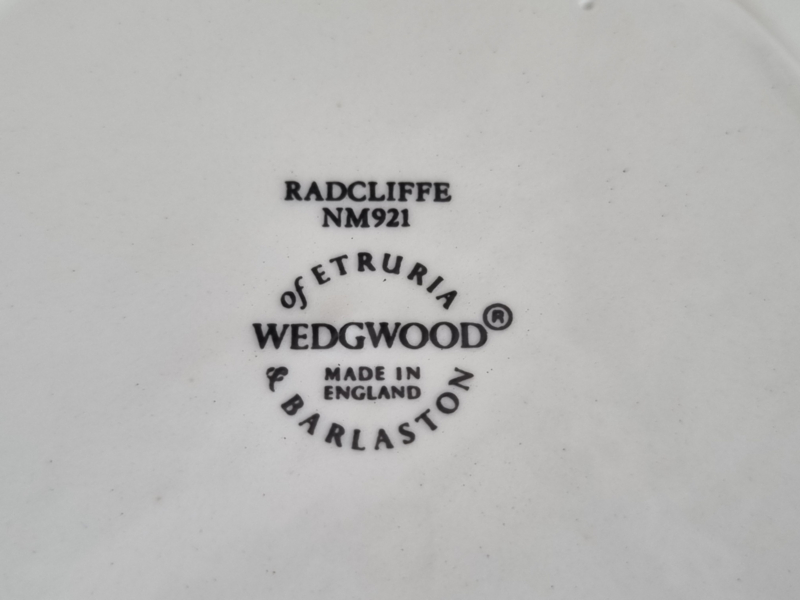 RADCLIFFE
NM921
of ETRURIA
WEDGWOOD®
MADE IN
ENGLAND
& BARLASTON